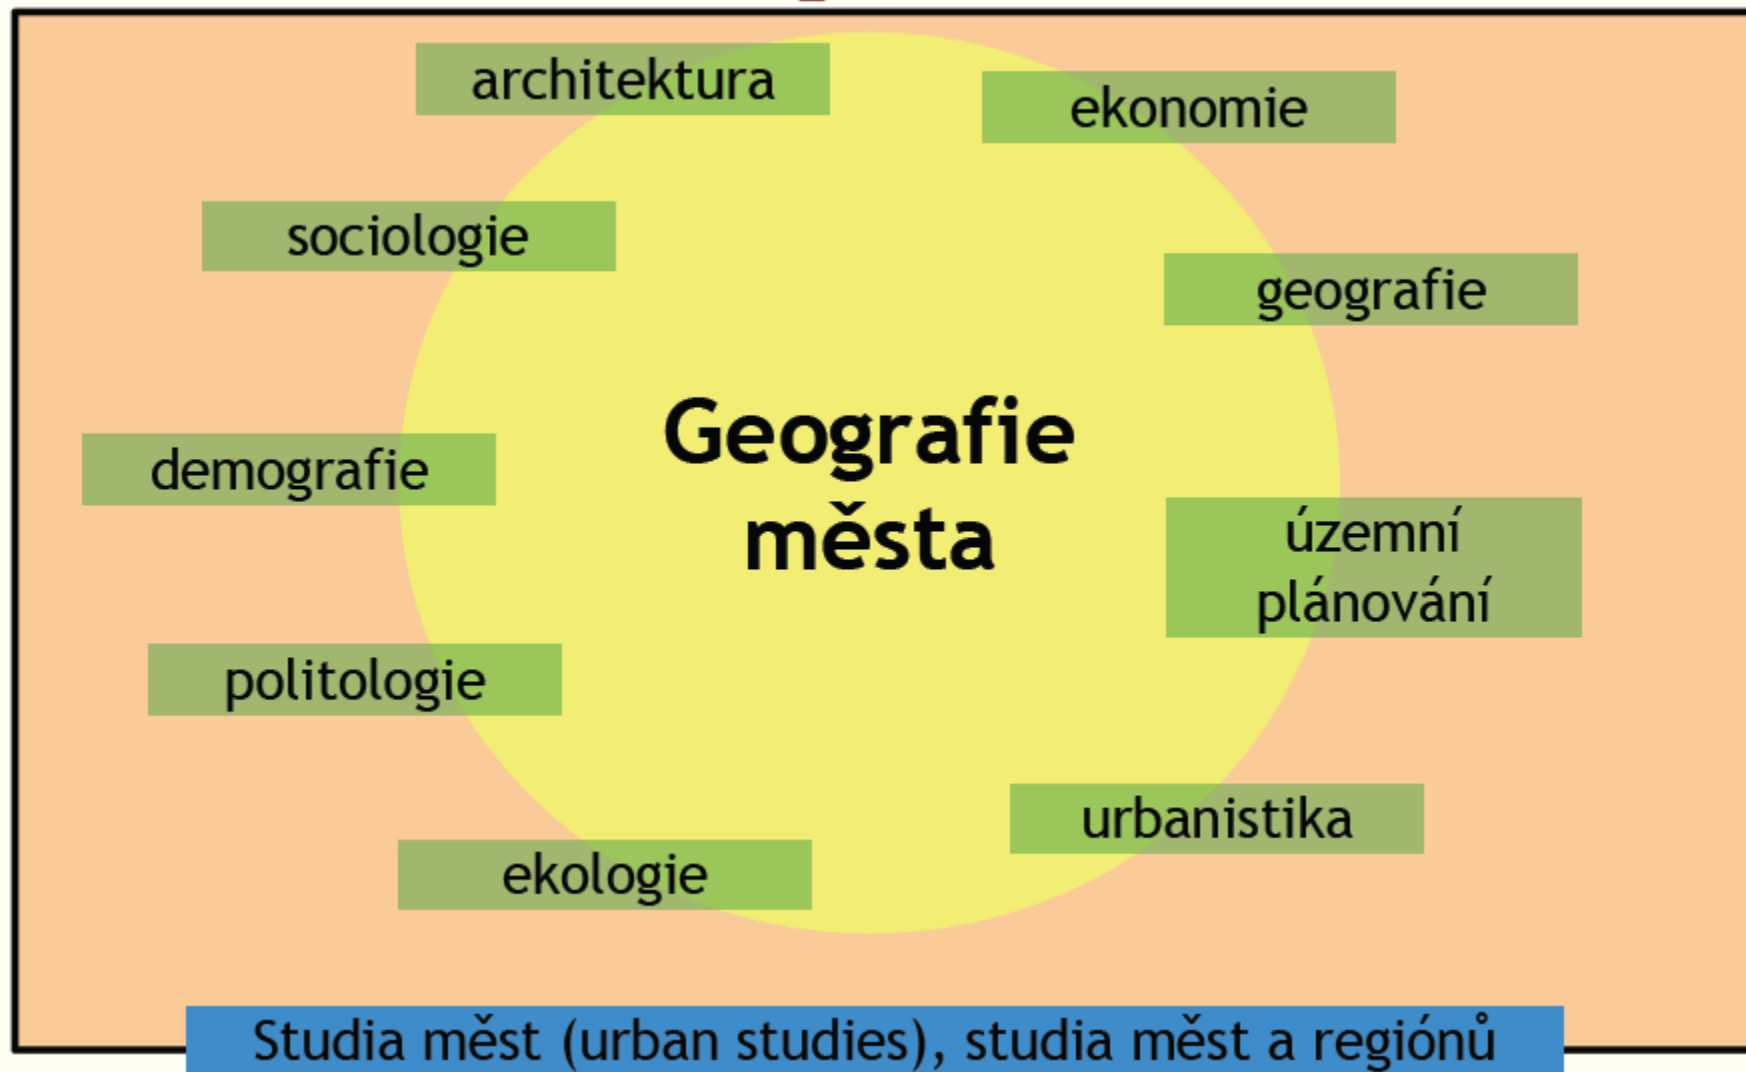 architektura
ekonomie
sociologie
geografie
demografie
Geografie
města
územní
plánování
politologie
urbanistika
ekologie
Studia měst (urban studies), studia měst a regiónů